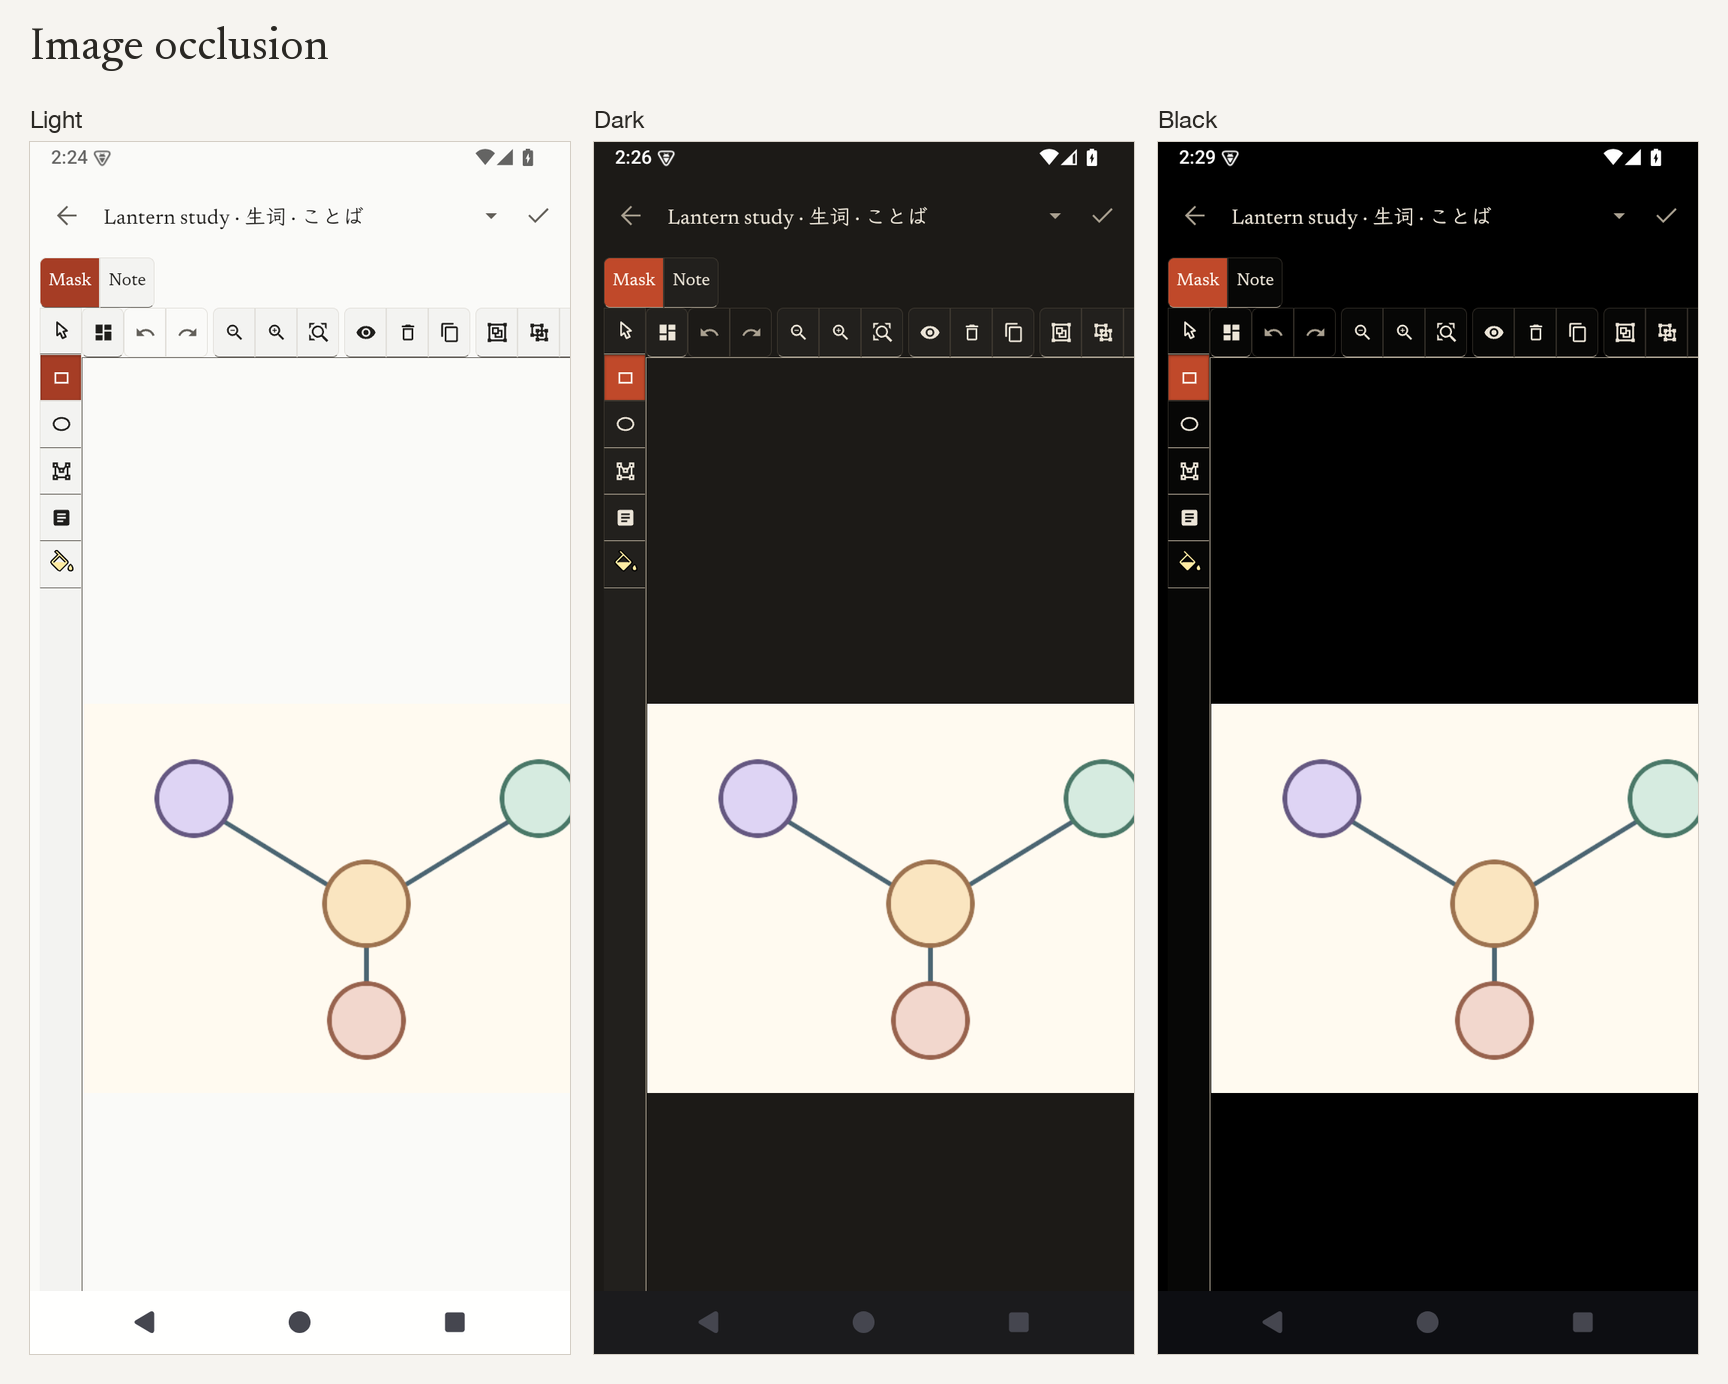 Image occlusion
Light
2:24
Lantern study · 生词 · ことば
Mask Note
Dark
2:26
Lantern study · 生词 · ことば
Mask Note
Black
2:29
Lantern study · 生词 · ことば
Mask Note